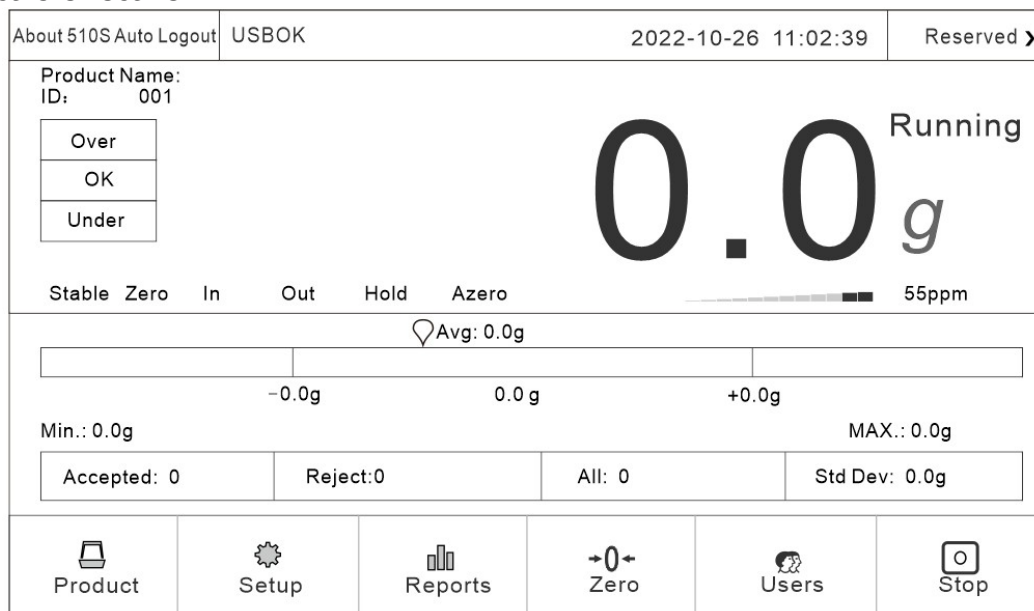 About 510S Auto Logout USBOK 2022-10-26 11:02:39 Reserved
Product Name:
ID: 001
Over
OK
Under
0.0 g
Running
Stable Zero In Out Hold Azero 55ppm
Avg: 0.0g
-0.0g 0.0 g +0.0g
Min.: 0.0g MAX.: 0.0g
Accepted: 0 Reject:0 All: 0 Std Dev: 0.0g
→0←
Product Setup Reports Zero Users Stop